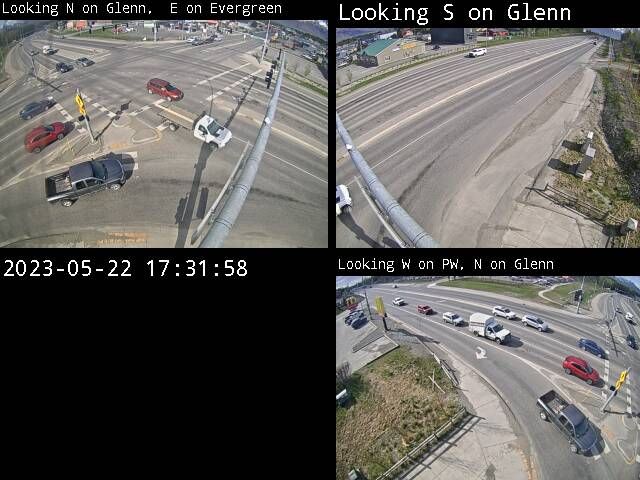 Looking N on Glenn, E on Evergreen
Looking S on Glenn
2023-05-22 17:31:58
Looking W on PW, N on Glenn